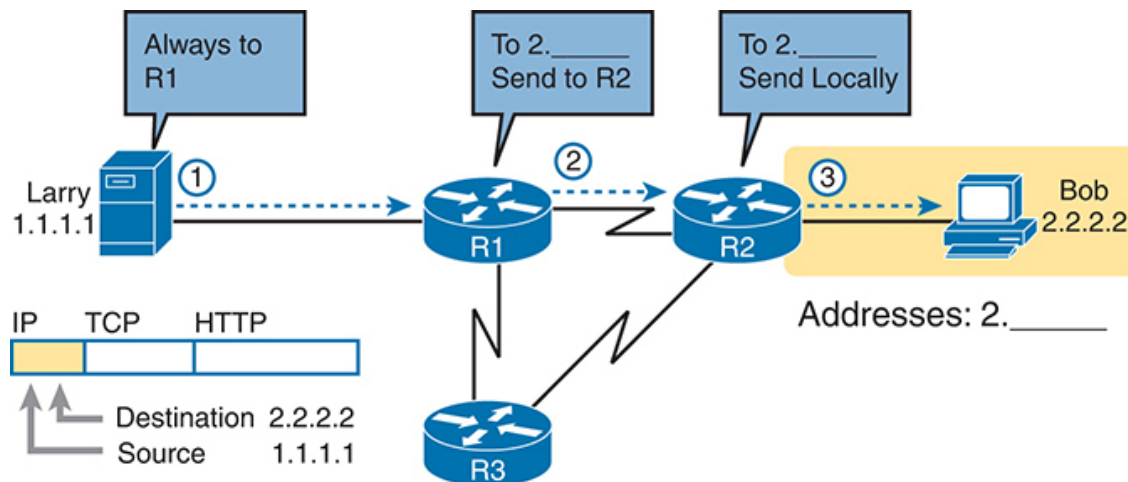 Always to
R1
To 2._____
Send to R2
To 2._____
Send Locally
1
2
3
Larry
1.1.1.1
R1
R2
Bob
2.2.2.2
Addresses: 2._____
IP TCP HTTP
Destination 2.2.2.2
Source 1.1.1.1
R3